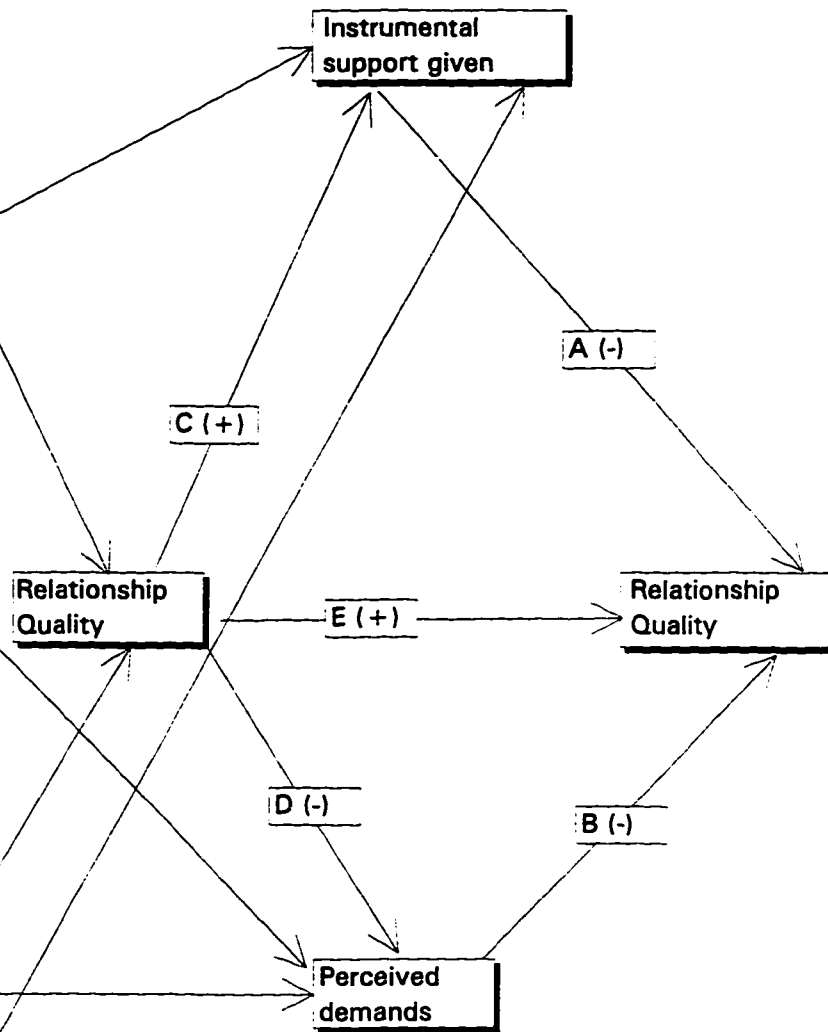 Instrumental
support given
A (-)
C (+)
Relationship
Quality
E (+)
Relationship
Quality
D (-)
B (-)
Perceived
demands